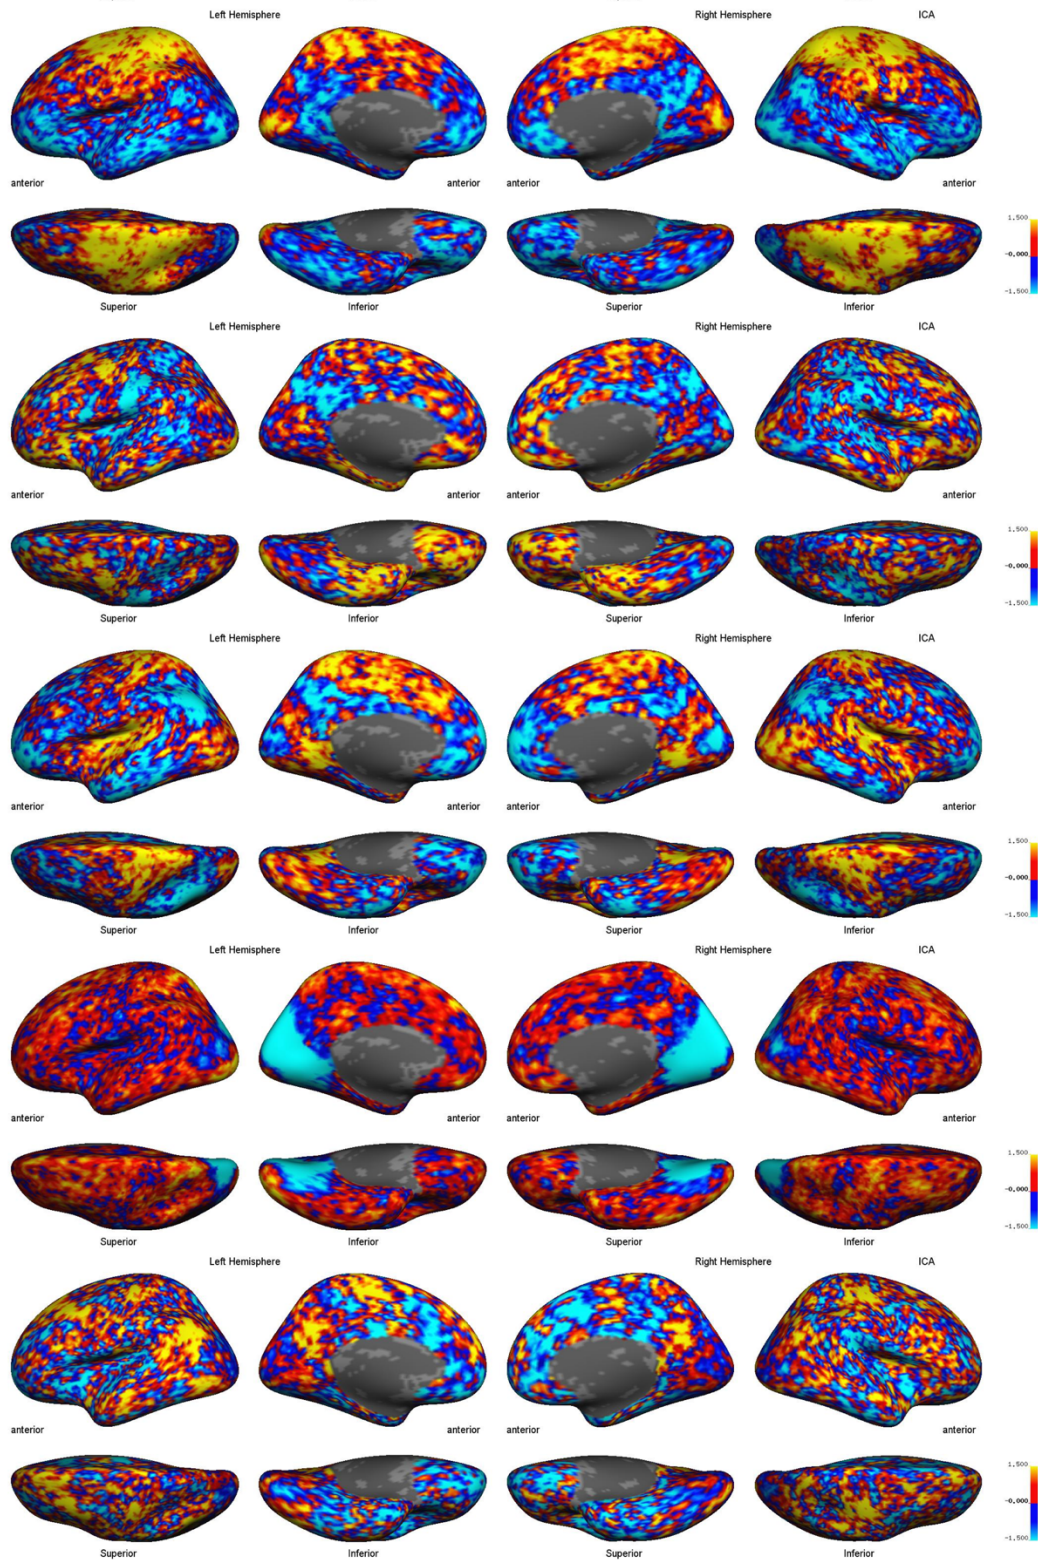 Left Hemisphere Right Hemisphere ICA
anterior anterior anterior anterior
1.500
-0.000
-1.500
Superior Inferior Superior Inferior
Left Hemisphere Right Hemisphere ICA
anterior anterior anterior anterior
1.500
-0.000
-1.500
Superior Inferior Superior Inferior
Left Hemisphere Right Hemisphere ICA
anterior anterior anterior anterior
1.500
-0.000
-1.500
Superior Inferior Superior Inferior
Left Hemisphere Right Hemisphere ICA
anterior anterior anterior anterior
1.500
-0.000
-1.500
Superior Inferior Superior Inferior
Left Hemisphere Right Hemisphere ICA
anterior anterior anterior anterior
1.500
-0.000
-1.500
Superior Inferior Superior Inferior